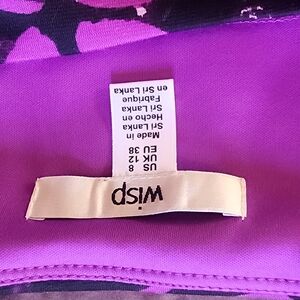 wisp
US 8
UK 12
EU 38
Made in
Sri Lanka
Hecho en
Sri Lanka
Fabrique
en Sri Lanka